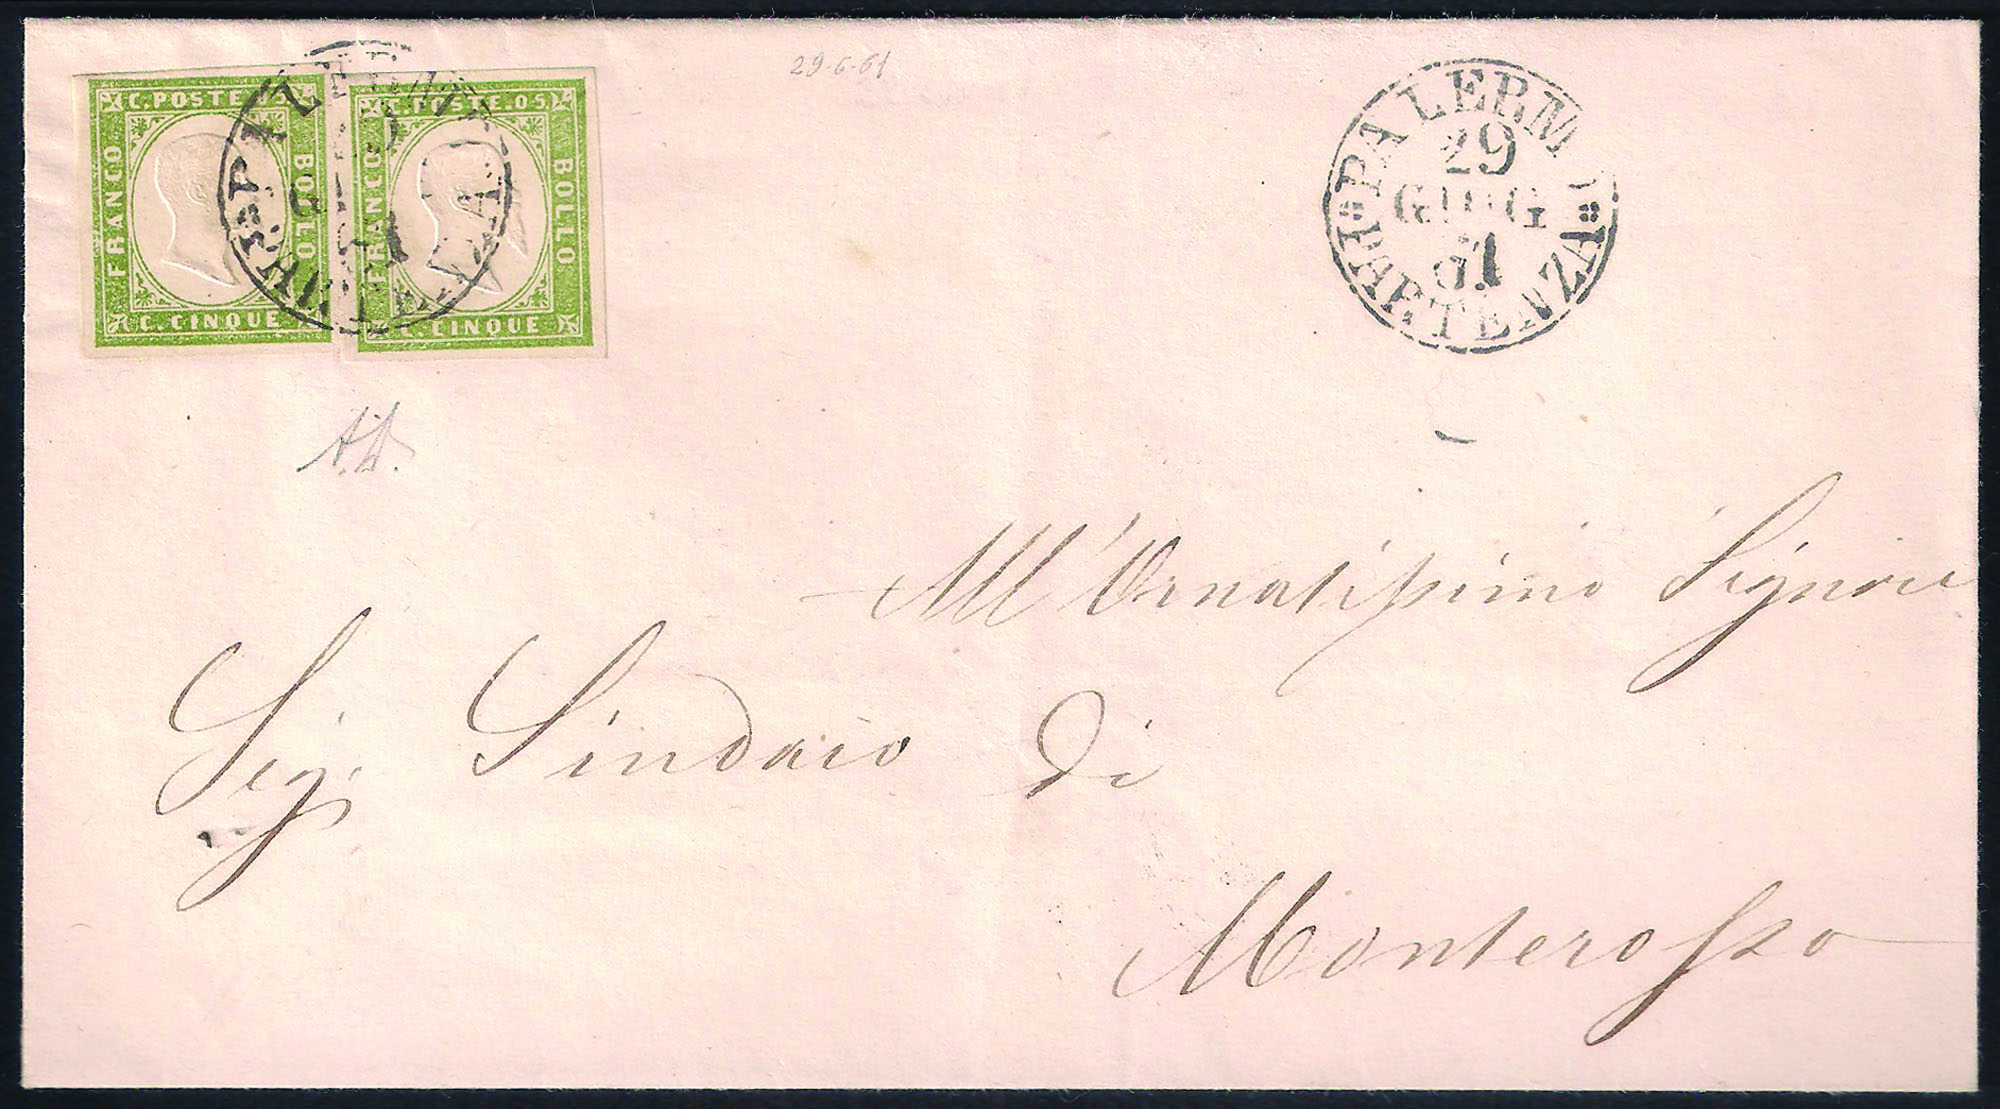 29-6-61
C. POSTE. 05
FRANCO
BOLLO
C. CINQUE
C. POSTE. 05
FRANCO
BOLLO
C. CINQUE
PALERMO
29
GIUG
61
PARTENZA
All'Ornatissimo Signore
Sig. Sindaco di
Monterosso